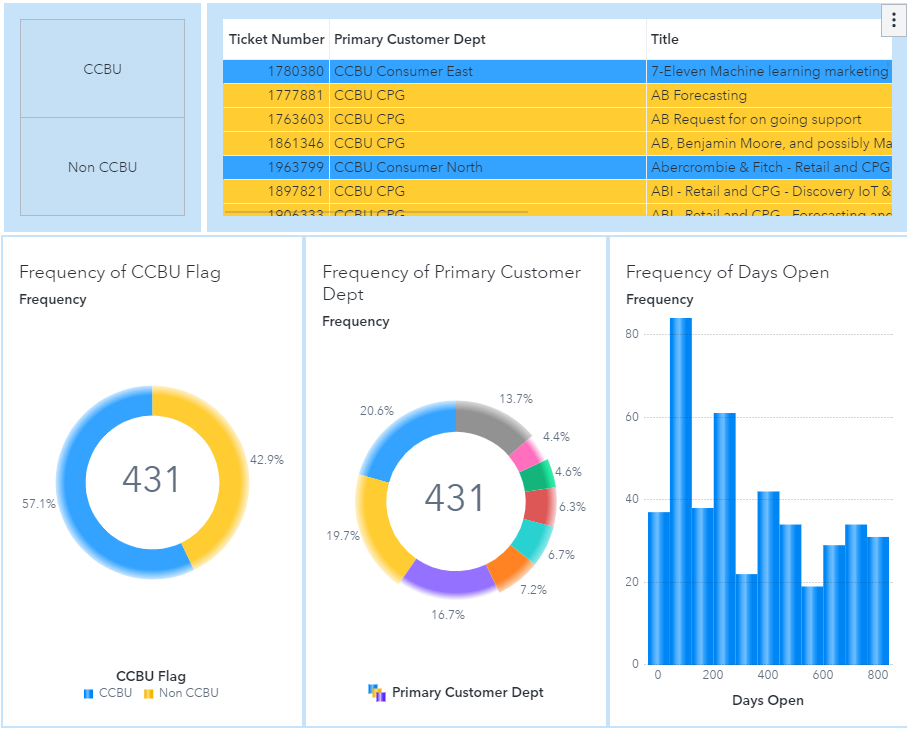 CCBU
Non CCBU
Ticket Number Primary Customer Dept Title
1780380 CCBU Consumer East 7-Eleven Machine learning marketing
1777881 CCBU CPG AB Forecasting
1763603 CCBU CPG AB Request for on going support
1861346 CCBU CPG AB, Benjamin Moore, and possibly Ma
1963799 CCBU Consumer North Abercrombie & Fitch - Retail and CPG
1897821 CCBU CPG ABI - Retail and CPG - Discovery IoT &
1906333 CCBU CPG ABI - Retail and CPG - Forecasting and
Frequency of CCBU Flag
Frequency
42.9%
431
57.1%
CCBU Flag
CCBU Non CCBU
Frequency of Primary Customer
Dept
Frequency
13.7%
20.6%
4.4%
4.6%
431
6.3%
19.7%
6.7%
7.2%
16.7%
Primary Customer Dept
Frequency of Days Open
Frequency
80
60
40
20
0
0 200 400 600 800
Days Open